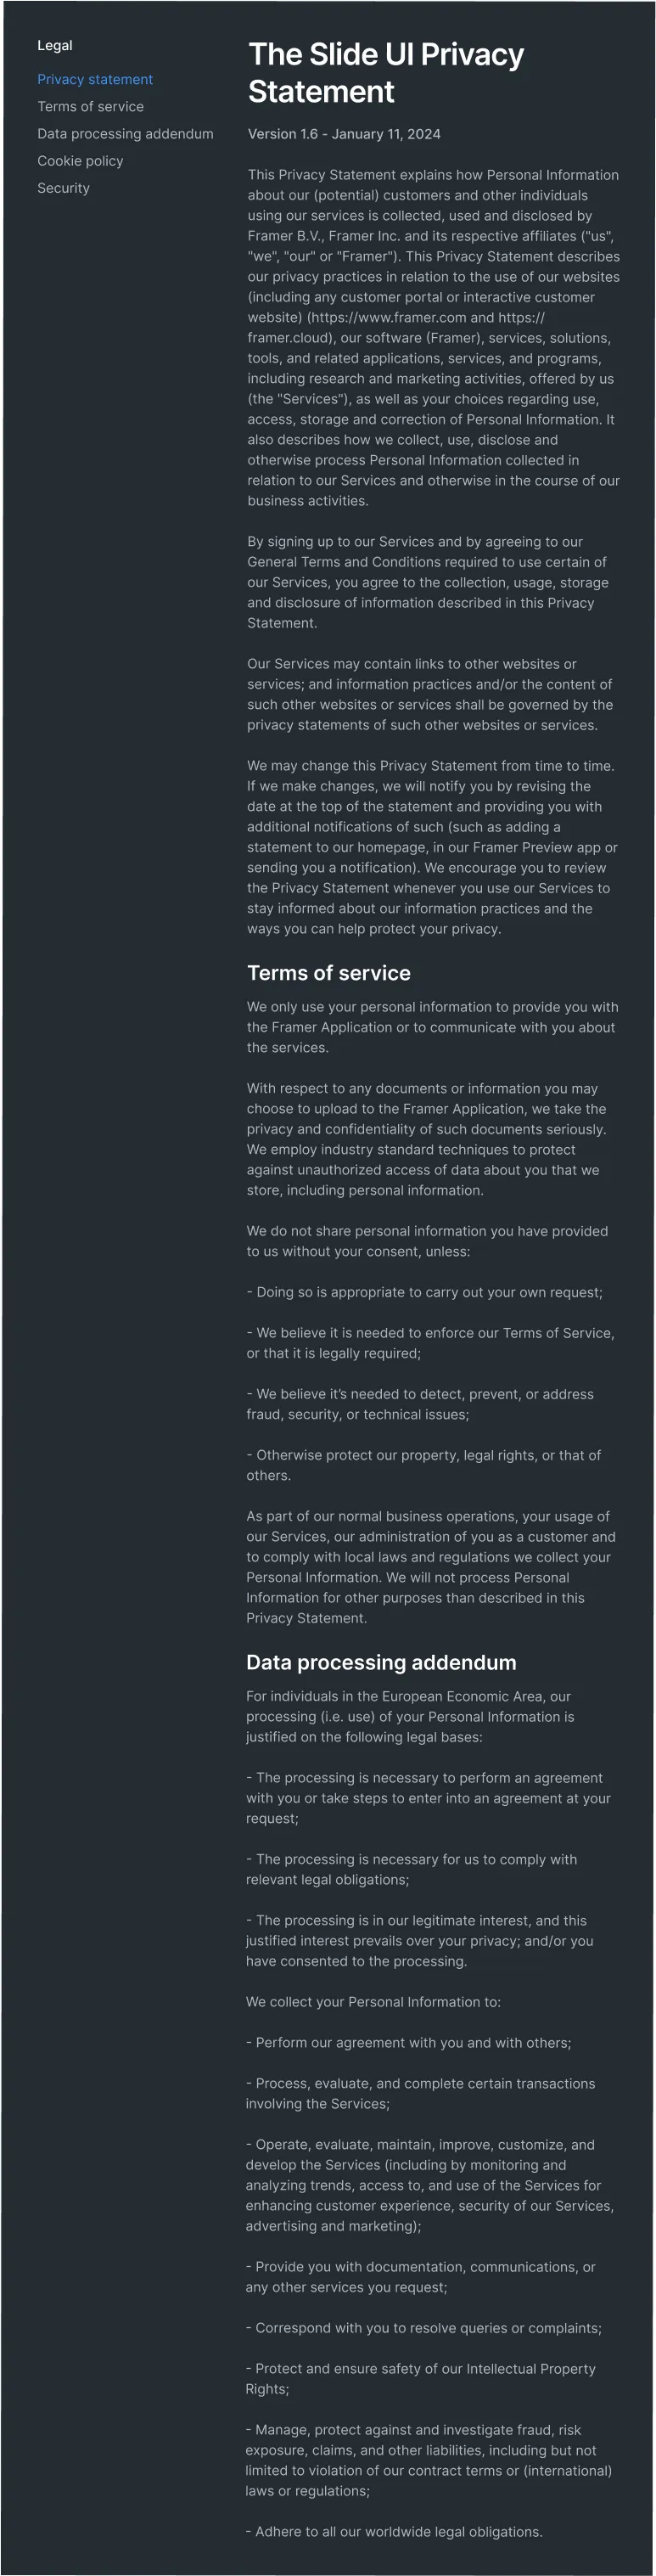 Legal
Privacy statement
Terms of service
Data processing addendum
Cookie policy
Security
The Slide UI Privacy
Statement
Version 1.6 - January 11, 2024
This Privacy Statement explains how Personal Information
about our (potential) customers and other individuals
using our services is collected, used and disclosed by
Framer B.V., Framer Inc. and its respective affiliates ("us",
"we", "our" or "Framer"). This Privacy Statement describes
our privacy practices in relation to the use of our websites
(including any customer portal or interactive customer
website) (https://www.framer.com and https://
framer.cloud), our software (Framer), services, solutions,
tools, and related applications, services, and programs,
including research and marketing activities, offered by us
(the "Services"), as well as your choices regarding use,
access, storage and correction of Personal Information. It
also describes how we collect, use, disclose and
otherwise process Personal Information collected in
relation to our Services and otherwise in the course of our
business activities.
By signing up to our Services and by agreeing to our
General Terms and Conditions required to use certain of
our Services, you agree to the collection, usage, storage
and disclosure of information described in this Privacy
Statement.
Our Services may contain links to other websites or
services; and information practices and/or the content of
such other websites or services shall be governed by the
privacy statements of such other websites or services.
We may change this Privacy Statement from time to time.
If we make changes, we will notify you by revising the
date at the top of the statement and providing you with
additional notifications of such (such as adding a
statement to our homepage, in our Framer Preview app or
sending you a notification). We encourage you to review
the Privacy Statement whenever you use our Services to
stay informed about our information practices and the
ways you can help protect your privacy.
Terms of service
We only use your personal information to provide you with
the Framer Application or to communicate with you about
the services.
With respect to any documents or information you may
choose to upload to the Framer Application, we take the
privacy and confidentiality of such documents seriously.
We employ industry standard techniques to protect
against unauthorized access of data about you that we
store, including personal information.
We do not share personal information you have provided
to us without your consent, unless:
- Doing so is appropriate to carry out your own request;
- We believe it is needed to enforce our Terms of Service,
or that it is legally required;
- We believe it's needed to detect, prevent, or address
fraud, security, or technical issues;
- Otherwise protect our property, legal rights, or that of
others.
As part of our normal business operations, your usage of
our Services, our administration of you as a customer and
to comply with local laws and regulations we collect your
Personal Information. We will not process Personal
Information for other purposes than described in this
Privacy Statement.
Data processing addendum
For individuals in the European Economic Area, our
processing (i.e. use) of your Personal Information is
justified on the following legal bases:
- The processing is necessary to perform an agreement
with you or take steps to enter into an agreement at your
request;
- The processing is necessary for us to comply with
relevant legal obligations;
- The processing is in our legitimate interest, and this
justified interest prevails over your privacy; and/or you
have consented to the processing.
We collect your Personal Information to:
- Perform our agreement with you and with others;
- Process, evaluate, and complete certain transactions
involving the Services;
- Operate, evaluate, maintain, improve, customize, and
develop the Services (including by monitoring and
analyzing trends, access to, and use of the Services for
enhancing customer experience, security of our Services,
advertising and marketing);
- Provide you with documentation, communications, or
any other services you request;
- Correspond with you to resolve queries or complaints;
- Protect and ensure safety of our Intellectual Property
Rights;
- Manage, protect against and investigate fraud, risk
exposure, claims, and other liabilities, including but not
limited to violation of our contract terms or (international)
laws or regulations;
- Adhere to all our worldwide legal obligations.